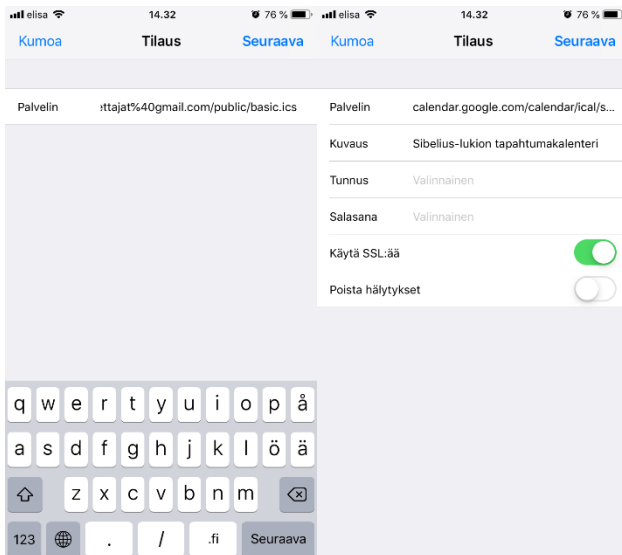 elisa 14.32 76 %
Kumoa Tilaus Seuraava
Palvelin ettajat%40gmail.com/public/basic.ics
q w e r t y u i o p å
a s d f g h j k l ö ä
z x c v b n m
123 . / .fi Seuraava
elisa 14.32 76 %
Kumoa Tilaus Seuraava
Palvelin calendar.google.com/calendar/ical/s...
Kuvaus Sibelius-lukion tapahtumakalenteri
Tunnus Valinnainen
Salasana Valinnainen
Käytä SSL:ää
Poista hälytykset